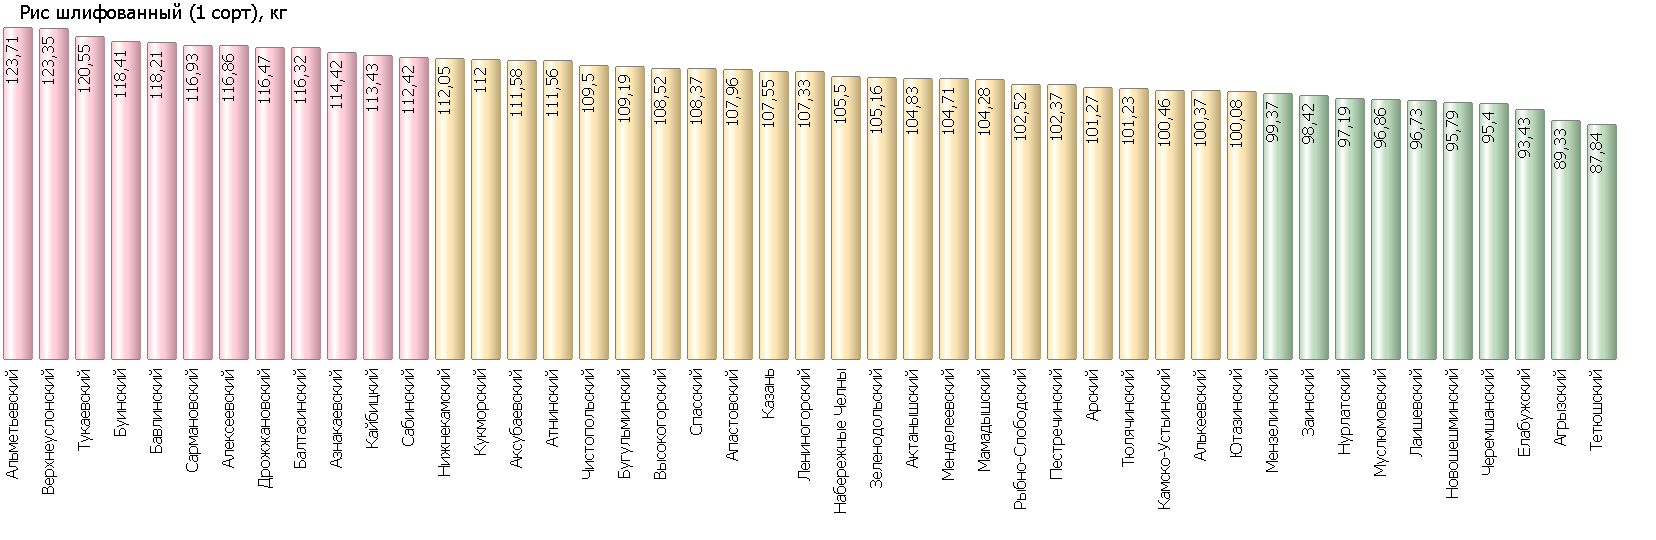 Рис шлифованный (1 сорт), кг
123,71
123,35
120,55
118,41
118,21
116,93
116,86
116,47
116,32
114,42
113,43
112,42
112,05
112
111,58
111,56
109,5
109,19
108,52
108,37
107,96
107,55
107,33
105,5
105,16
104,83
104,71
104,28
102,52
102,37
101,27
101,23
100,46
100,37
100,08
99,37
98,42
97,19
96,86
96,73
95,79
95,4
93,43
89,33
87,84
Альметьевский
Верхнеуслонский
Тукаевский
Буинский
Бавлинский
Сармановский
Алексеевский
Дрожжановский
Балтасинский
Азнакаевский
Кайбицкий
Сабинский
Нижнекамский
Кукморский
Аксубаевский
Атнинский
Чистопольский
Бугульминский
Высокогорский
Спасский
Апастовский
Казань
Лениногорский
Набережные Челны
Зеленодольский
Актанышский
Менделеевский
Мамадышский
Рыбно-Слободский
Пестречинский
Арский
Тюлячинский
Камско-Устьинский
Алькеевский
Ютазинский
Мензелинский
Заинский
Нурлатский
Муслюмовский
Лаишевский
Новошешминский
Черемшанский
Елабужский
Агрызский
Тетюшский